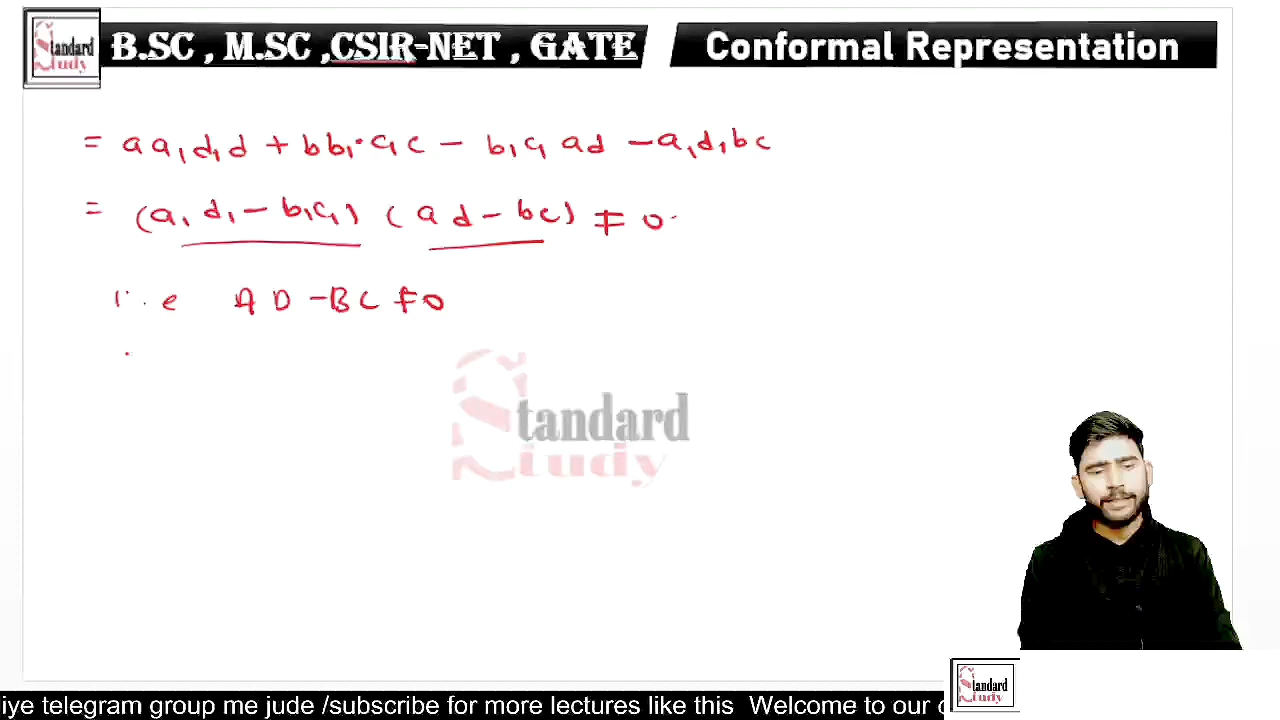 Standard Study
B.SC , M.SC ,CSIR-NET , GATE
Conformal Representation
= aa₁d₁d + bb₁·c₁c − b₁c₁ad − a₁d₁bc
= (a₁d₁ − b₁c₁) (ad − bc) ≠ 0·
i.e AD − BC ≠ 0
Standard
Study
iye telegram group me jude /subscribe for more lectures like this Welcome to our
Standard Study